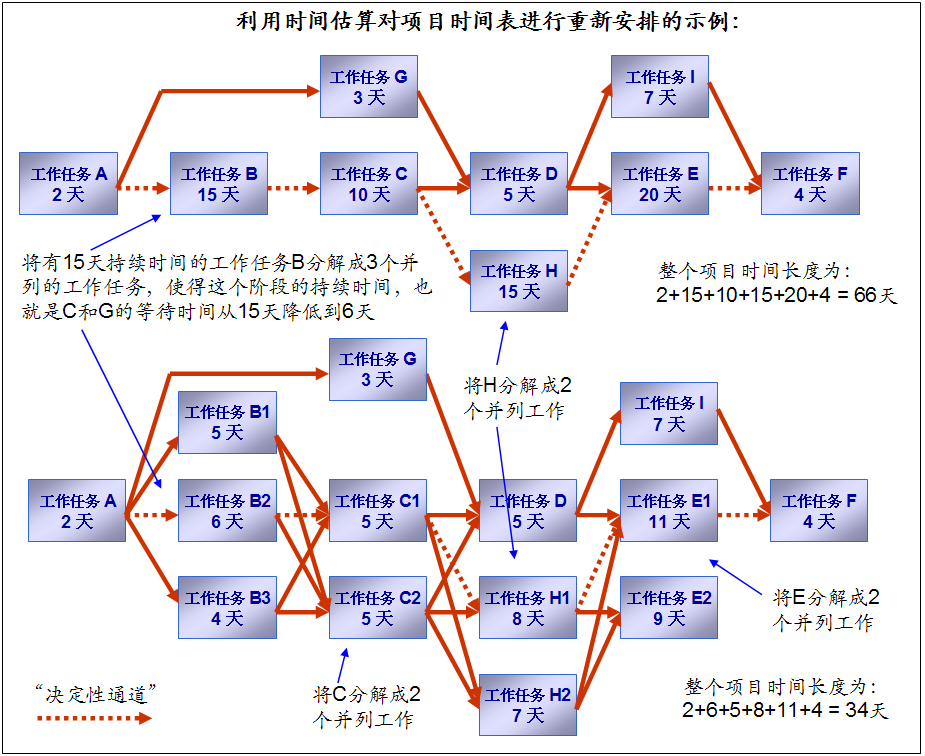 利用时间估算对项目时间表进行重新安排的示例：
工作任务 G
3 天
工作任务 I
7 天
工作任务 A
2 天
工作任务 B
15 天
工作任务 C
10 天
工作任务 D
5 天
工作任务 E
20 天
工作任务 F
4 天
工作任务 H
15 天
将有15天持续时间的工作任务B分解成3个并
列的工作任务，使得这个阶段的持续时间，也
就是C和G的等待时间从15天降低到6天
整个项目时间长度为：
2+15+10+15+20+4 = 66天
工作任务 G
3 天
将H分解成2
个并列工作
工作任务 I
7 天
工作任务 B1
5 天
工作任务 A
2 天
工作任务 B2
6 天
工作任务 C1
5 天
工作任务 D
5 天
工作任务 E1
11 天
工作任务 F
4 天
工作任务 B3
4 天
工作任务 C2
5 天
工作任务 H1
8 天
工作任务 E2
9 天
将E分解成2
个并列工作
工作任务 H2
7 天
“决定性通道”
将C分解成2
个并列工作
整个项目时间长度为：
2+6+5+8+11+4 = 34天